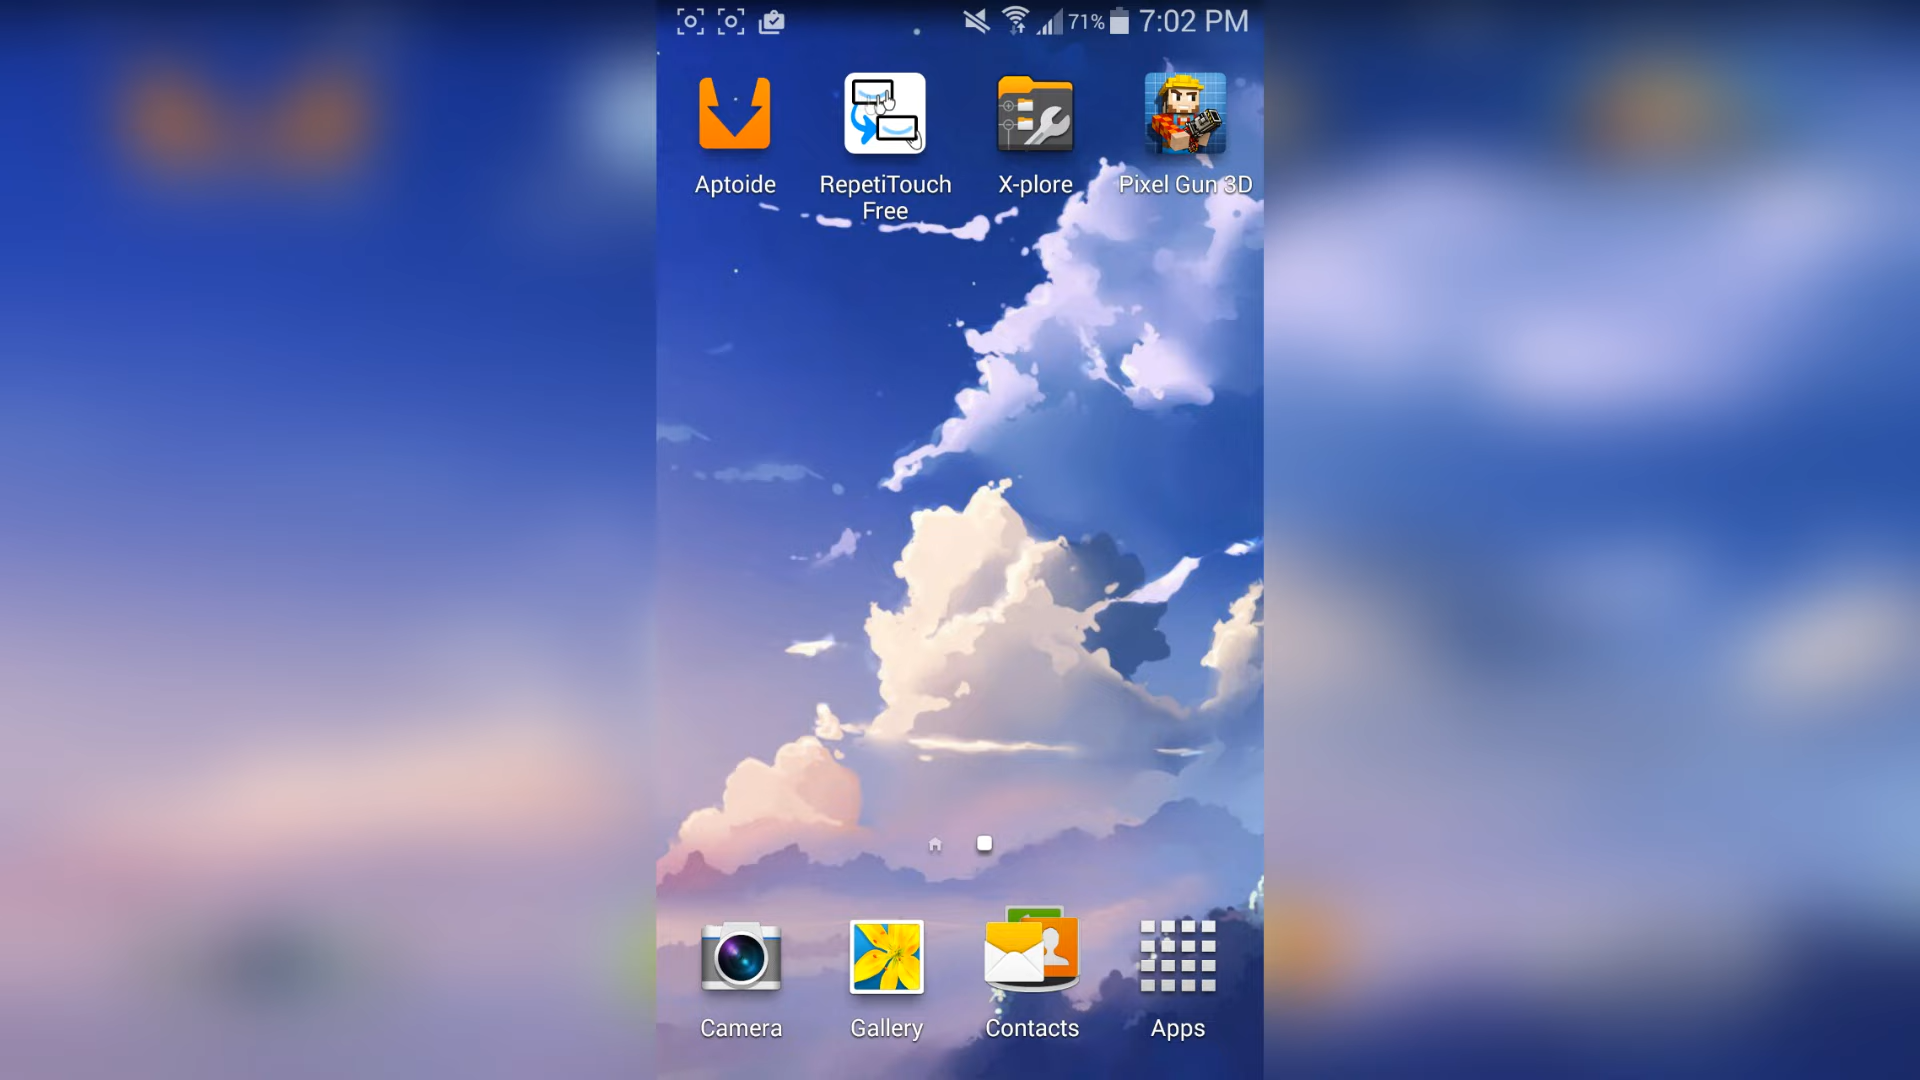 71% 7:02 PM
Aptoide
RepetiTouch
Free
X-plore
Pixel Gun 3D
Camera
Gallery
Contacts
Apps